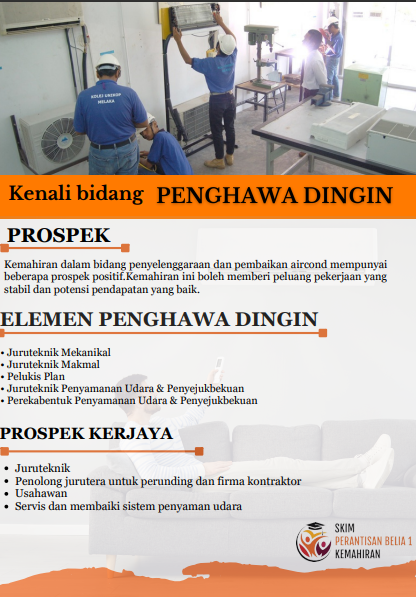 KOLEJ UNIKOP
MELAKA
Kenali bidang PENGHAWA DINGIN
PROSPEK
Kemahiran dalam bidang penyelenggaraan dan pembaikan aircond mempunyai
beberapa prospek positif.Kemahiran ini boleh memberi peluang pekerjaan yang
stabil dan potensi pendapatan yang baik.
ELEMEN PENGHAWA DINGIN
• Juruteknik Mekanikal
• Juruteknik Makmal
• Pelukis Plan
• Juruteknik Penyamanan Udara & Penyejukbekuan
• Perekabentuk Penyamanan Udara & Penyejukbekuan
PROSPEK KERJAYA
• Juruteknik
• Penolong jurutera untuk perunding dan firma kontraktor
• Usahawan
• Servis dan membaiki sistem penyaman udara
SKIM
PERANTISAN BELIA 1
KEMAHIRAN